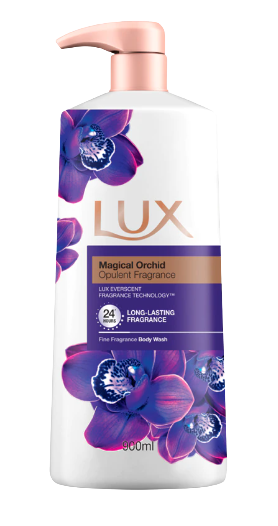 LUX
Magical Orchid
Opulent Fragrance
LUX EVERSCENT
FRAGRANCE TECHNOLOGY™
24
HOURS
LONG-LASTING
FRAGRANCE
Fine Fragrance Body Wash
900ml